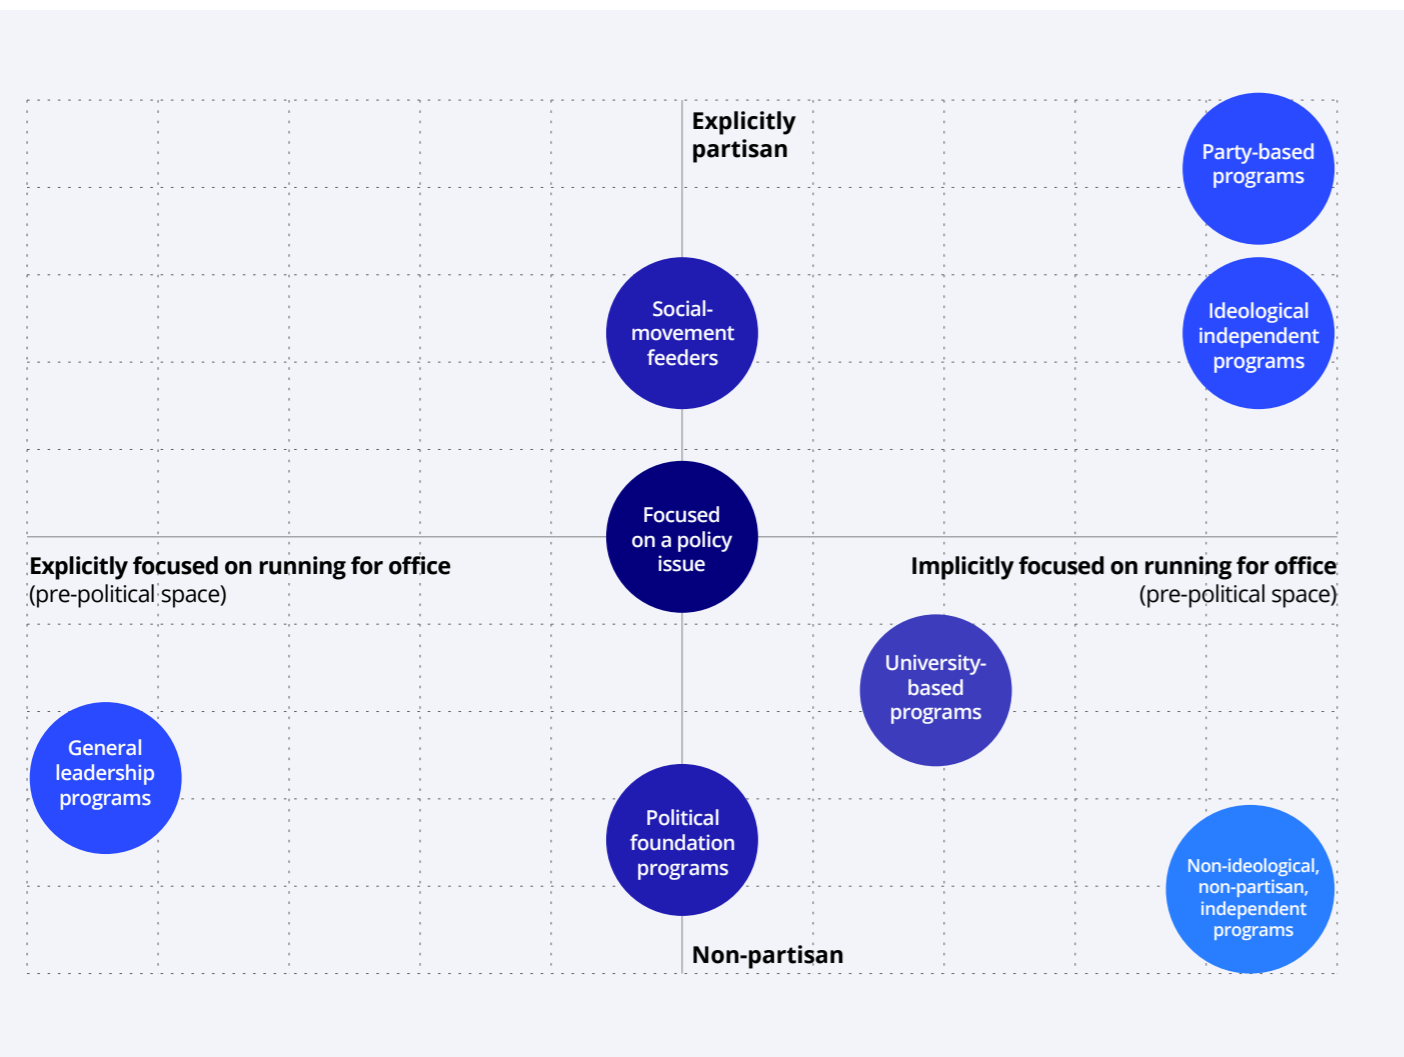 Explicitly
partisan
Party-based
programs
Social-
movement
feeders
Ideological
independent
programs
Focused
on a policy
issue
Explicitly focused on running for office
(pre-political space)
Implicitly focused on running for office
(pre-political space)
University-
based
programs
General
leadership
programs
Political
foundation
programs
Non-ideological,
non-partisan,
independent
programs
Non-partisan